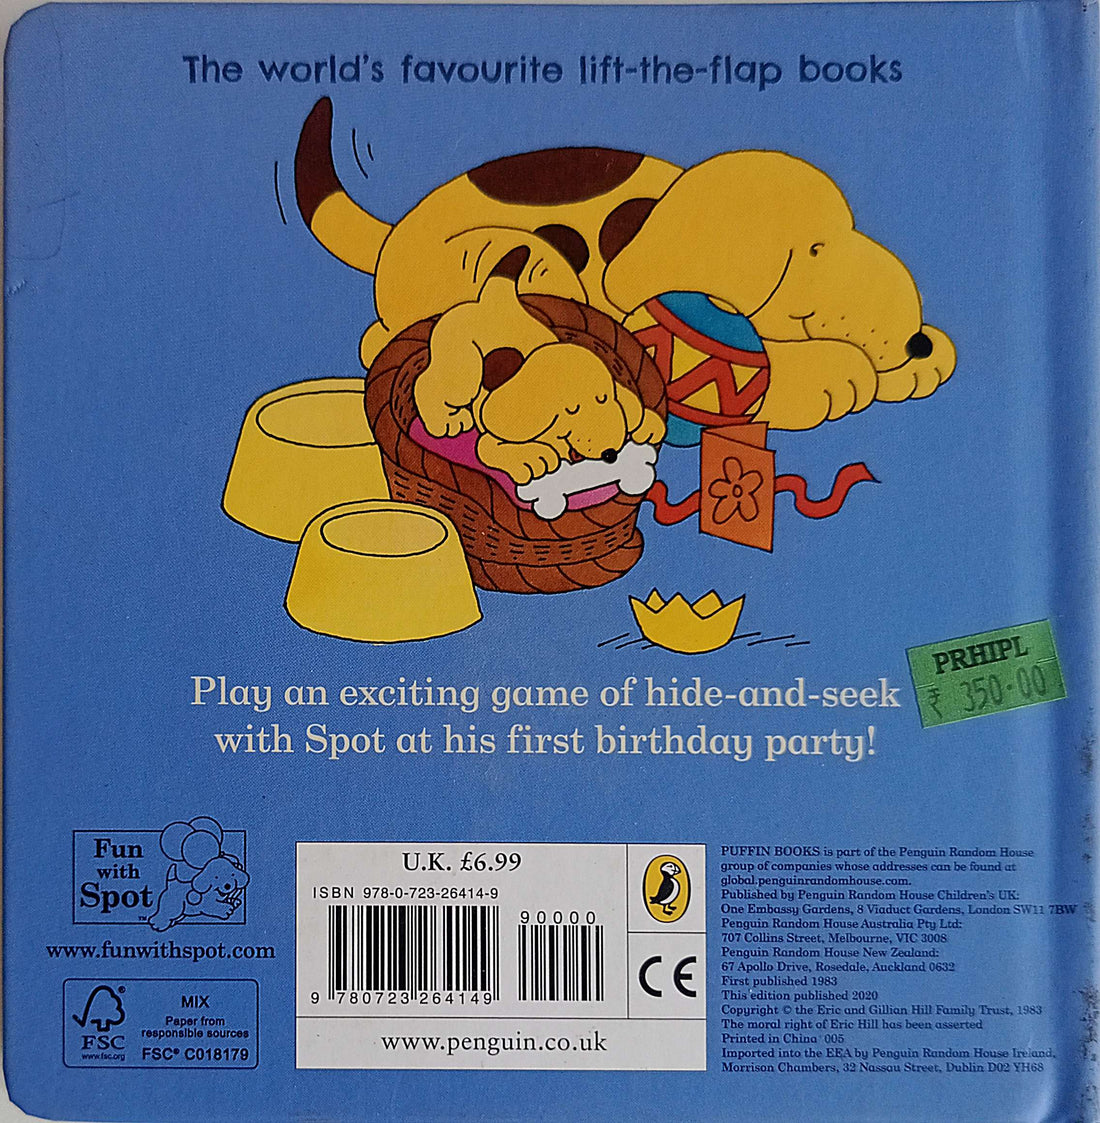 The world's favourite lift-the-flap books
PRHIPL
₹ 350.00
Play an exciting game of hide-and-seek
with Spot at his first birthday party!
Fun
with
Spot
TM
www.funwithspot.com
FSC
www.fsc.org
MIX
Paper from
responsible sources
FSC® C018179
U.K. £6.99
ISBN 978-0-723-26414-9
90000
9 780723 264149
CE
www.penguin.co.uk
PUFFIN BOOKS is part of the Penguin Random House
group of companies whose addresses can be found at
global.penguinrandomhouse.com.
Published by Penguin Random House Children's UK:
One Embassy Gardens, 8 Viaduct Gardens, London SW11 7BW
Penguin Random House Australia Pty Ltd:
707 Collins Street, Melbourne, VIC 3008
Penguin Random House New Zealand:
67 Apollo Drive, Rosedale, Auckland 0632
First published 1983
This edition published 2020
Copyright © the Eric and Gillian Hill Family Trust, 1983
The moral right of Eric Hill has been asserted
Printed in China 005
Imported into the EEA by Penguin Random House Ireland,
Morrison Chambers, 32 Nassau Street, Dublin D02 YH68